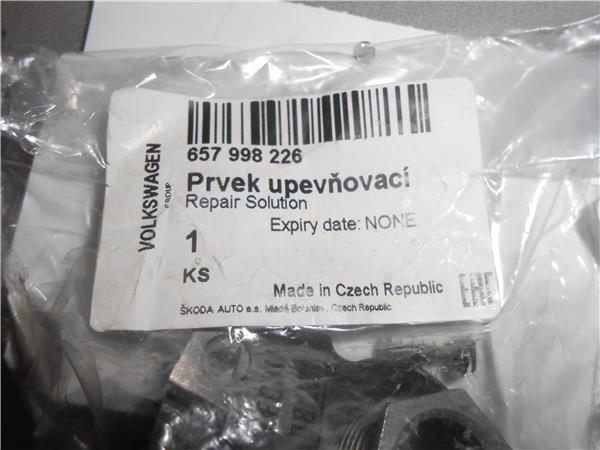 VOLKSWAGEN
GROUP
657 998 226
Prvek upevňovací
Repair Solution
Expiry date: NONE
1
KS
Made in Czech Republic
EAC
ŠKODA AUTO a.s. Mladá Boleslav, Czech Republic